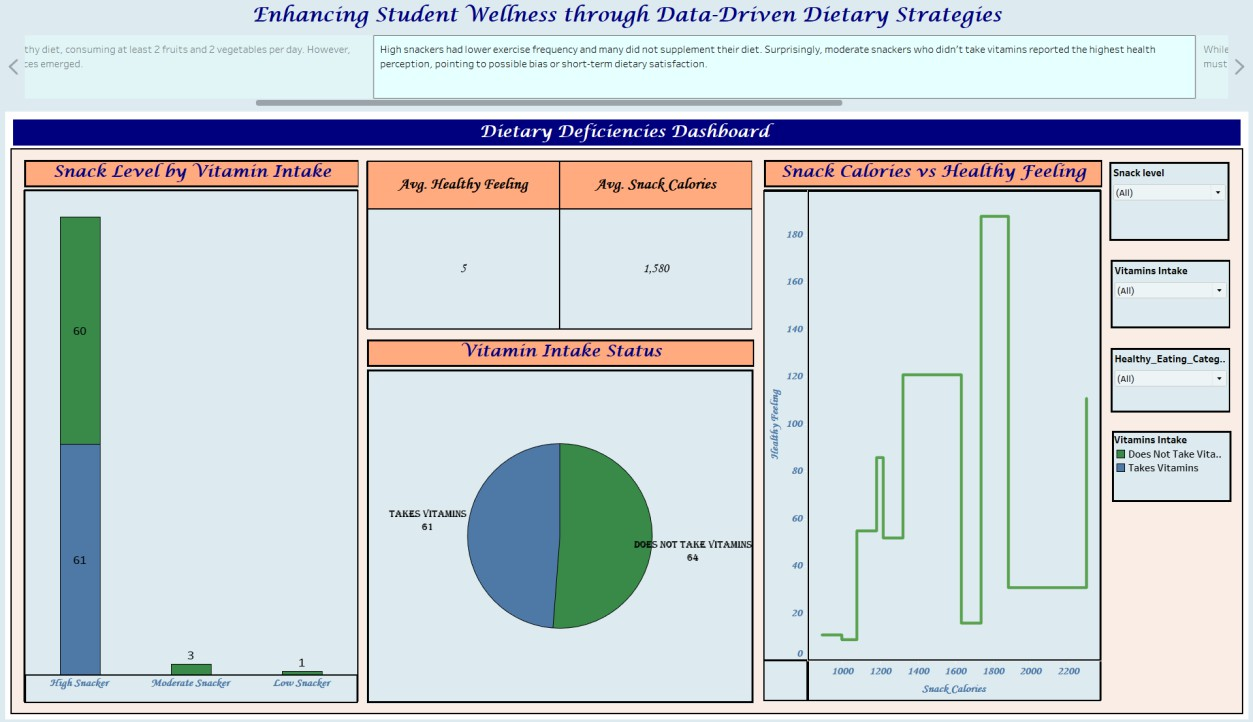 Enhancing Student Wellness through Data-Driven Dietary Strategies
thy diet, consuming at least 2 fruits and 2 vegetables per day. However,
ces emerged.
High snackers had lower exercise frequency and many did not supplement their diet. Surprisingly, moderate snackers who didn't take vitamins reported the highest health
perception, pointing to possible bias or short-term dietary satisfaction.
While
must
Dietary Deficiencies Dashboard
Snack Level by Vitamin Intake
60
61
3
1
High Snacker
Moderate Snacker
Low Snacker
Avg. Healthy Feeling
Avg. Snack Calories
5
1,580
Vitamin Intake Status
TAKES VITAMINS
61
DOES NOT TAKE VITAMINS
64
Snack Calories vs Healthy Feeling
Healthy Feeling
180
160
140
120
100
80
60
40
20
0
1000
1200
1400
1600
1800
2000
2200
Snack Calories
Snack level
(All)
Vitamins Intake
(All)
Healthy_Eating_Categ..
(All)
Vitamins Intake
Does Not Take Vita..
Takes Vitamins